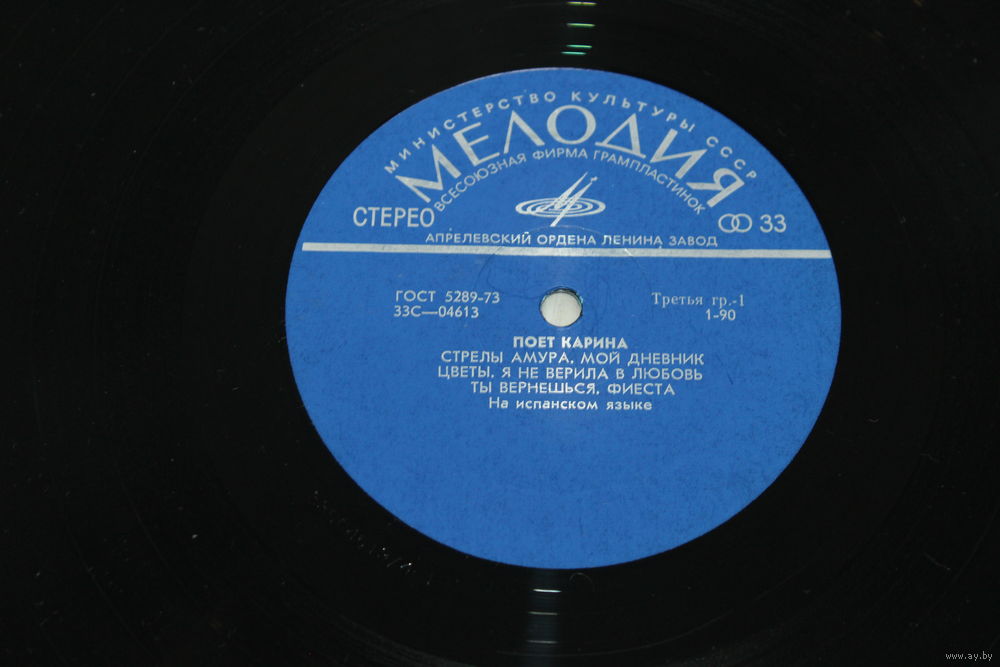 МИНИСТЕРСТВО КУЛЬТУРЫ СССР
МЕЛОДИЯ
ВСЕСОЮЗНАЯ ФИРМА ГРАМПЛАСТИНОК
СТЕРЕО
33
АПРЕЛЕВСКИЙ ОРДЕНА ЛЕНИНА ЗАВОД
ГОСТ 5289-73
Третья гр.-1
33С—04613
1-90
ПОЕТ КАРИНА
СТРЕЛЫ АМУРА, МОЙ ДНЕВНИК
ЦВЕТЫ, Я НЕ ВЕРИЛА В ЛЮБОВЬ
ТЫ ВЕРНЕШЬСЯ, ФИЕСТА
На испанском языке
www.ay.by